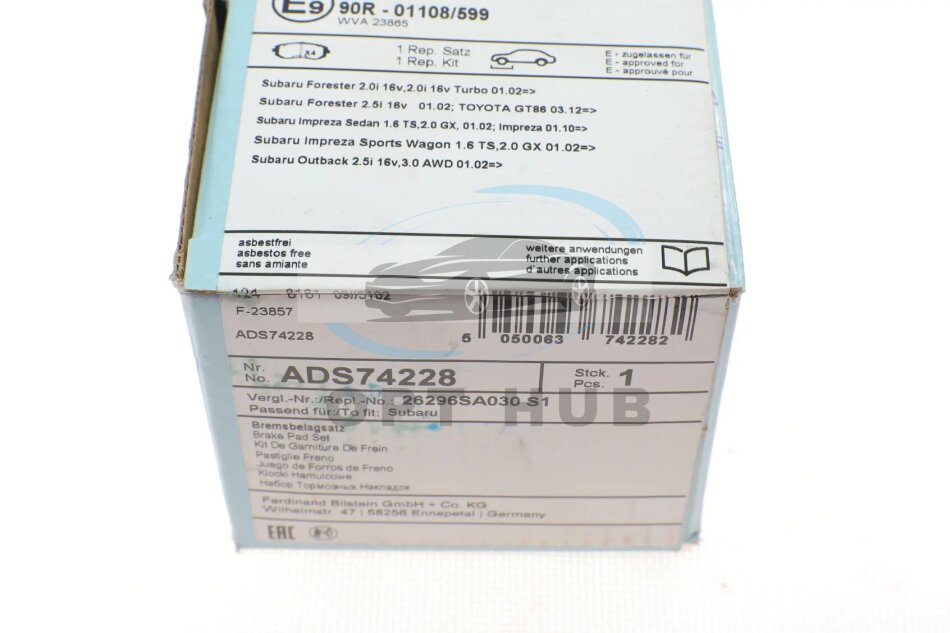 E9 90R - 01108/599
WVA 23865
X4
1 Rep. Satz
1 Rep. Kit
E - zugelassen für
E - approved for
E - approuvé pour
Subaru Forester 2.0i 16v,2.0i 16v Turbo 01.02=>
Subaru Forester 2.5I 16v 01.02; TOYOTA GT86 03.12=>
Subaru Impreza Sedan 1.6 TS,2.0 GX, 01.02; Impreza 01.10=>
Subaru Impreza Sports Wagon 1.6 TS,2.0 GX 01.02=>
Subaru Outback 2.5i 16v,3.0 AWD 01.02=>
asbestfrei
asbestos free
sans amiante
weitere anwendungen
further applications
d'autres applications
F-23857
ADS74228
5 050063 742282
Nr.
No. ADS74228
Stck.
Pcs. 1
Vergl.-Nr.:/Repl.-No.: 26296SA030 S1
Passend für:/To fit: Subaru
OPT HUB
Bremsbelagsatz
Brake Pad Set
Kit De Garniture De Frein
Pastiglie Freno
Juego de Forros de Freno
Klocki Hamulcowe
Набор Тормозных Накладок
Ferdinand Bilstein GmbH + Co. KG
Wilhelmstr. 47 | 58256 Ennepetal | Germany
EAC